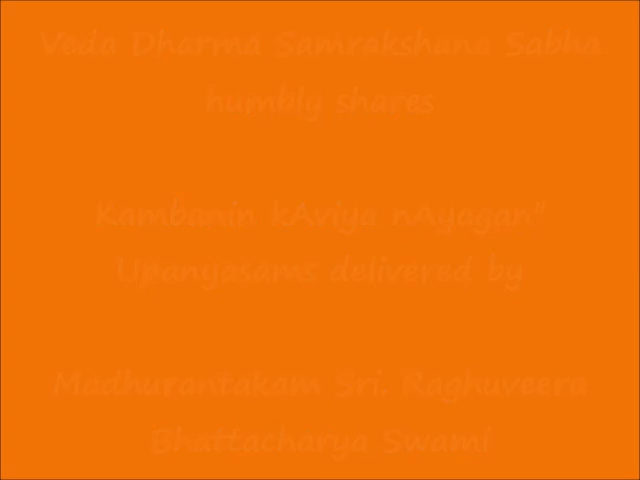 Veda Dharma Samrakshana Sabha
humbly shares
Kambanin kAviya nAyagan"
Upanyasams delivered by
Madhurantakam Sri. Raghuveera
Bhattacharya Swami